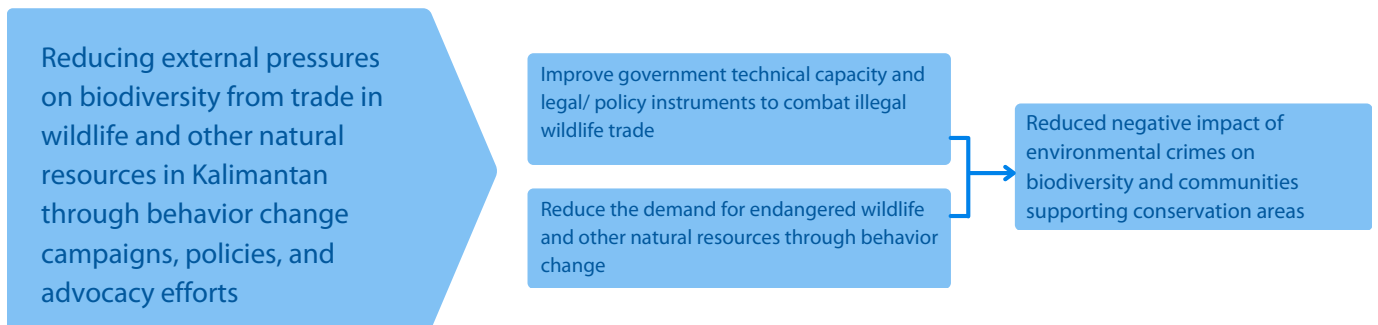 Reducing external pressures
on biodiversity from trade in
wildlife and other natural
resources in Kalimantan
through behavior change
campaigns, policies, and
advocacy efforts
Improve government technical capacity and
legal/ policy instruments to combat illegal
wildlife trade
Reduce the demand for endangered wildlife
and other natural resources through behavior
change
Reduced negative impact of
environmental crimes on
biodiversity and communities
supporting conservation areas